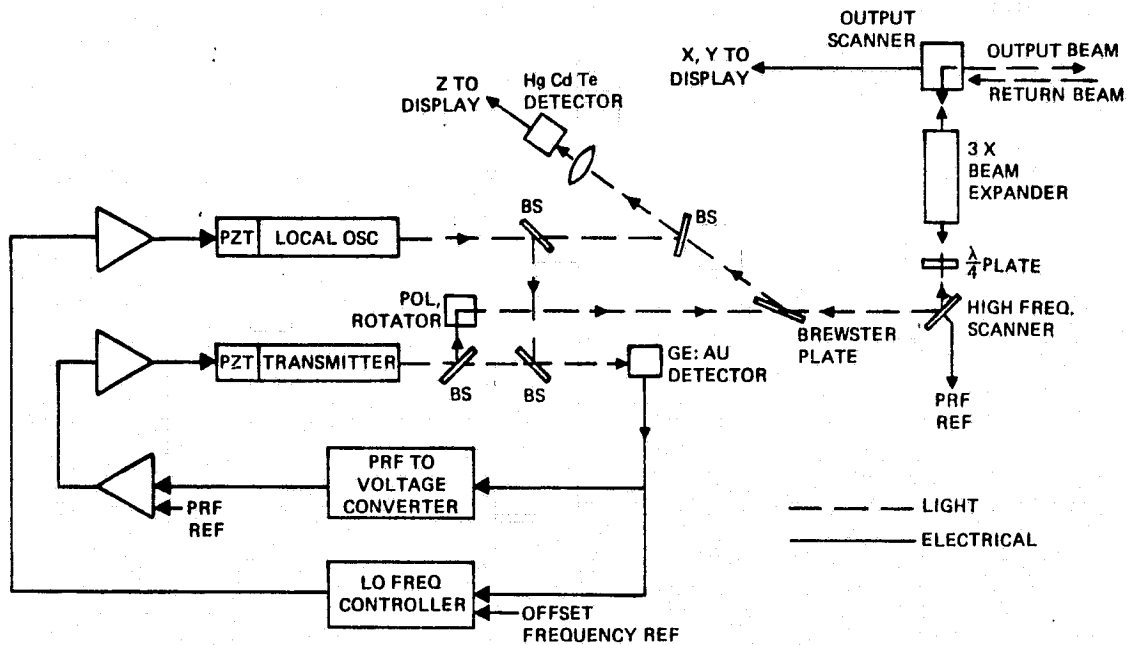 OUTPUT
SCANNER
X, Y TO
DISPLAY
OUTPUT BEAM
RETURN BEAM
Z TO
DISPLAY
Hg Cd Te
DETECTOR
3 X
BEAM
EXPANDER
BS
BS
PZT
LOCAL OSC
λ/4 PLATE
POL,
ROTATOR
HIGH FREQ,
SCANNER
BREWSTER
PLATE
PZT
TRANSMITTER
GE: AU
DETECTOR
BS
BS
PRF
REF
PRF TO
VOLTAGE
CONVERTER
PRF
REF
LIGHT
ELECTRICAL
LO FREQ
CONTROLLER
OFFSET
FREQUENCY REF